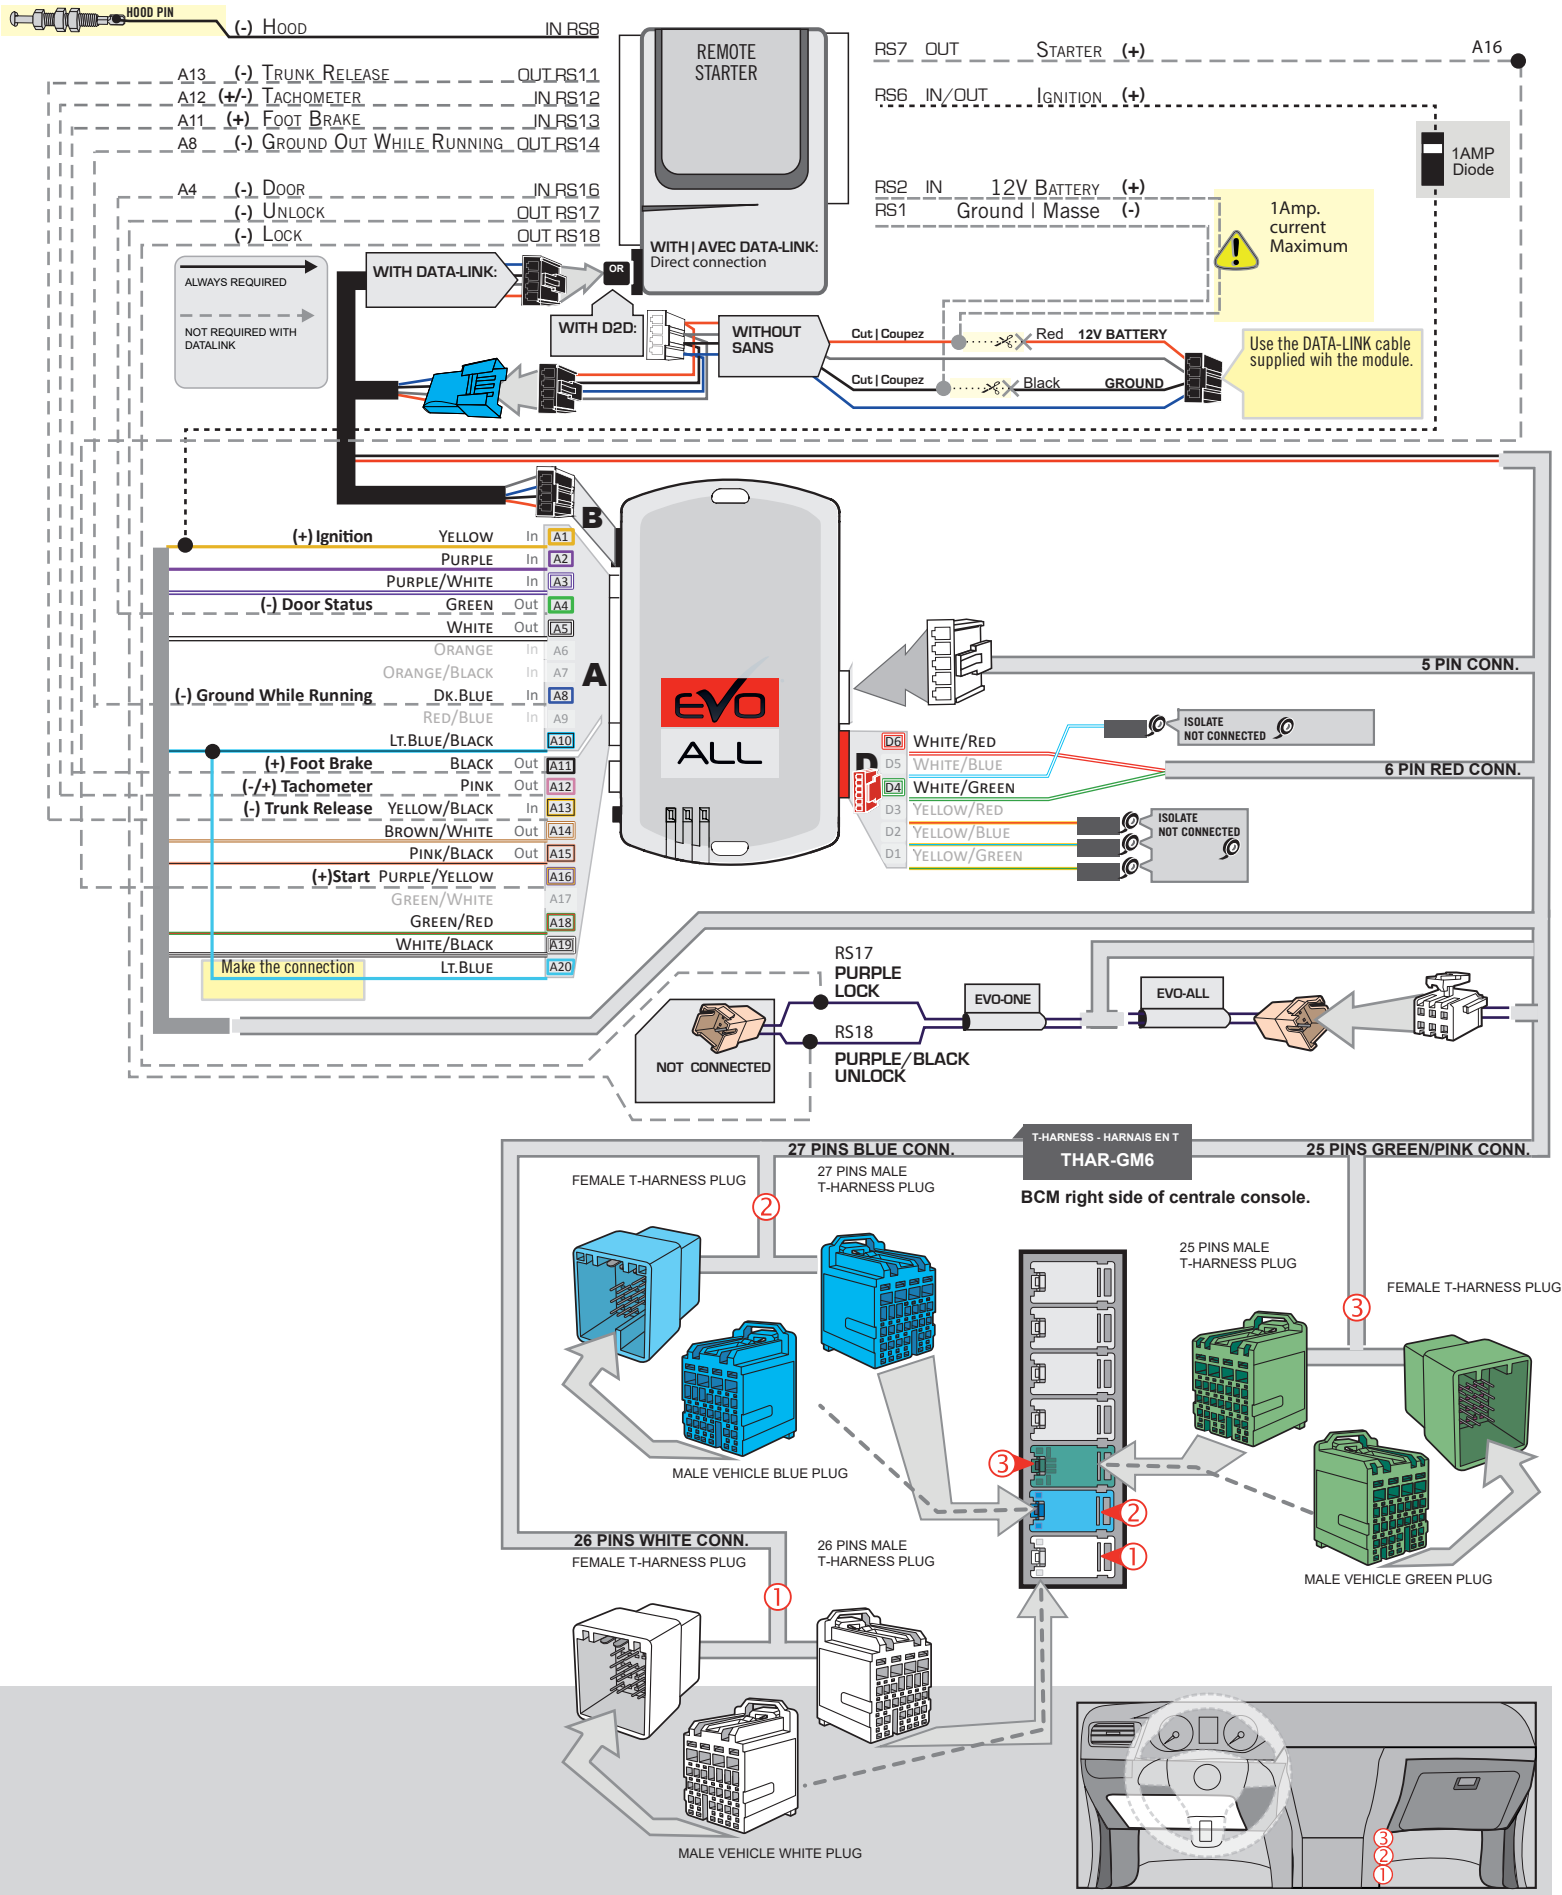 HOOD PIN
(-) Hood IN RS8
A13 (-) Trunk Release OUT RS11
A12 (+/-) Tachometer IN RS12
A11 (+) Foot Brake IN RS13
A8 (-) Ground Out While Running OUT RS14
A4 (-) Door IN RS16
(-) Unlock OUT RS17
(-) Lock OUT RS18
REMOTE
STARTER
WITH | AVEC DATA-LINK:
Direct connection
RS7 OUT Starter (+) A16
RS6 IN/OUT Ignition (+)
1AMP
Diode
RS2 IN 12V Battery (+)
RS1 Ground | Masse (-)
1Amp.
current
Maximum
ALWAYS REQUIRED
NOT REQUIRED WITH
DATALINK
WITH DATA-LINK:
OR
WITH D2D:
WITHOUT
SANS
Cut | Coupez Red 12V BATTERY
Cut | Coupez Black GROUND
Use the DATA-LINK cable
supplied wih the module.
B
A
D
(+) Ignition Yellow In A1
Purple In A2
Purple/White In A3
(-) Door Status Green Out A4
White Out A5
Orange In A6
Orange/Black In A7
(-) Ground While Running Dk.Blue In A8
Red/Blue In A9
Lt.Blue/Black A10
(+) Foot Brake Black Out A11
(-/+) Tachometer Pink Out A12
(-) Trunk Release Yellow/Black In A13
Brown/White Out A14
Pink/Black Out A15
(+)Start Purple/Yellow A16
Green/White A17
Green/Red A18
White/Black A19
Make the connection Lt.Blue A20
EVO
ALL
5 PIN CONN.
D6 White/Red
D5 White/Blue
D4 White/Green
D3 Yellow/Red
D2 Yellow/Blue
D1 Yellow/Green
ISOLATE
NOT CONNECTED
6 PIN RED CONN.
ISOLATE
NOT CONNECTED
RS17
PURPLE
LOCK
RS18
PURPLE/BLACK
UNLOCK
NOT CONNECTED
EVO-ONE
EVO-ALL
T-HARNESS - HARNAIS EN T
THAR-GM6
27 PINS BLUE CONN.
25 PINS GREEN/PINK CONN.
BCM right side of centrale console.
FEMALE T-HARNESS PLUG
2
27 PINS MALE
T-HARNESS PLUG
25 PINS MALE
T-HARNESS PLUG
3
FEMALE T-HARNESS PLUG
MALE VEHICLE BLUE PLUG
3
2
1
MALE VEHICLE GREEN PLUG
26 PINS WHITE CONN.
FEMALE T-HARNESS PLUG
1
26 PINS MALE
T-HARNESS PLUG
MALE VEHICLE WHITE PLUG
3
2
1